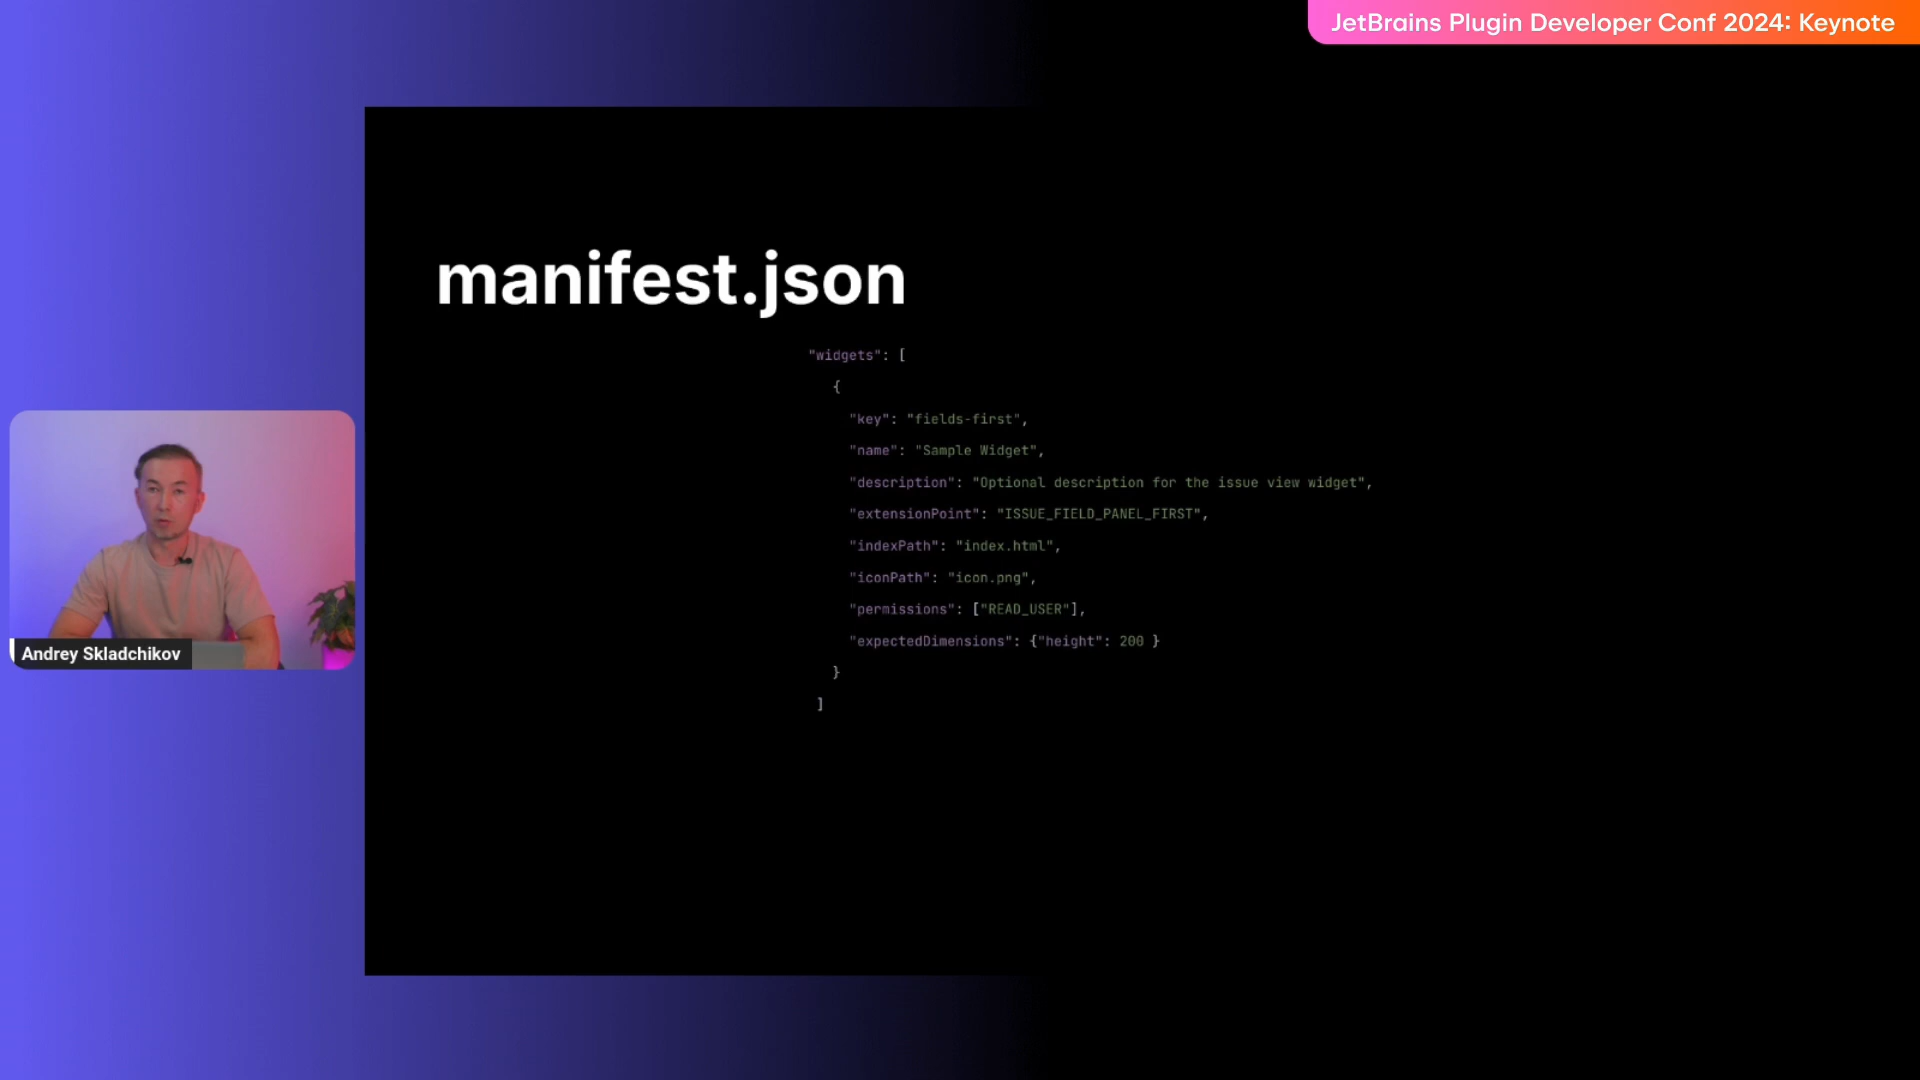 JetBrains Plugin Developer Conf 2024: Keynote
manifest.json
"widgets": [
{
"key": "fields-first",
"name": "Sample Widget",
"description": "Optional description for the issue view widget",
"extensionPoint": "ISSUE_FIELD_PANEL_FIRST",
"indexPath": "index.html",
"iconPath": "icon.png",
"permissions": ["READ_USER"],
"expectedDimensions": {"height": 200 }
}
]
Andrey Skladchikov